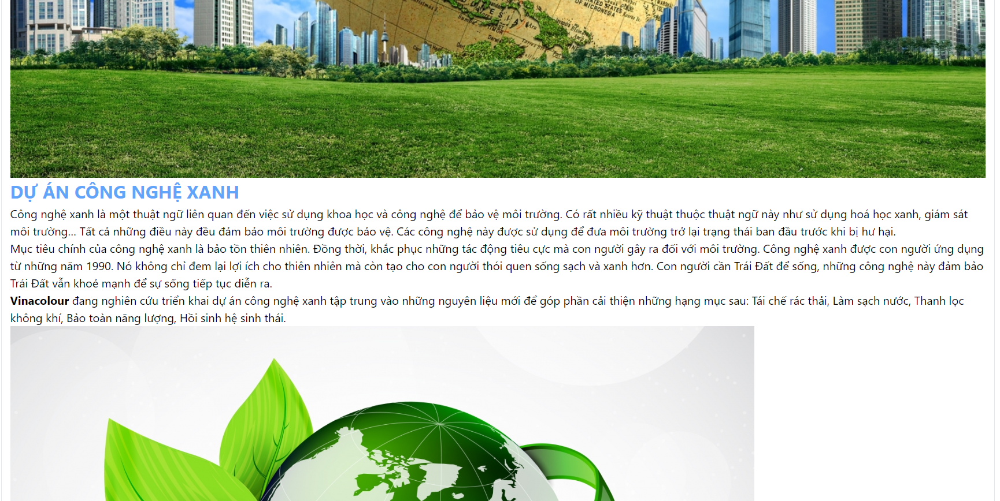 UNITED STATES
OF MICRONESIA
DỰ ÁN CÔNG NGHỆ XANH
Công nghệ xanh là một thuật ngữ liên quan đến việc sử dụng khoa học và công nghệ để bảo vệ môi trường. Có rất nhiều kỹ thuật thuộc thuật ngữ này như sử dụng hoá học xanh, giám sát
môi trường... Tất cả những điều này đều đảm bảo môi trường được bảo vệ. Các công nghệ này được sử dụng để đưa môi trường trở lại trạng thái ban đầu trước khi bị hư hại.
Mục tiêu chính của công nghệ xanh là bảo tồn thiên nhiên. Đồng thời, khắc phục những tác động tiêu cực mà con người gây ra đối với môi trường. Công nghệ xanh được con người ứng dụng
từ những năm 1990. Nó không chỉ đem lại lợi ích cho thiên nhiên mà còn tạo cho con người thói quen sống sạch và xanh hơn. Con người cần Trái Đất để sống, những công nghệ này đảm bảo
Trái Đất vẫn khoẻ mạnh để sự sống tiếp tục diễn ra.
Vinacolour đang nghiên cứu triển khai dự án công nghệ xanh tập trung vào những nguyên liệu mới để góp phần cải thiện những hạng mục sau: Tái chế rác thải, Làm sạch nước, Thanh lọc
không khí, Bảo toàn năng lượng, Hồi sinh hệ sinh thái.